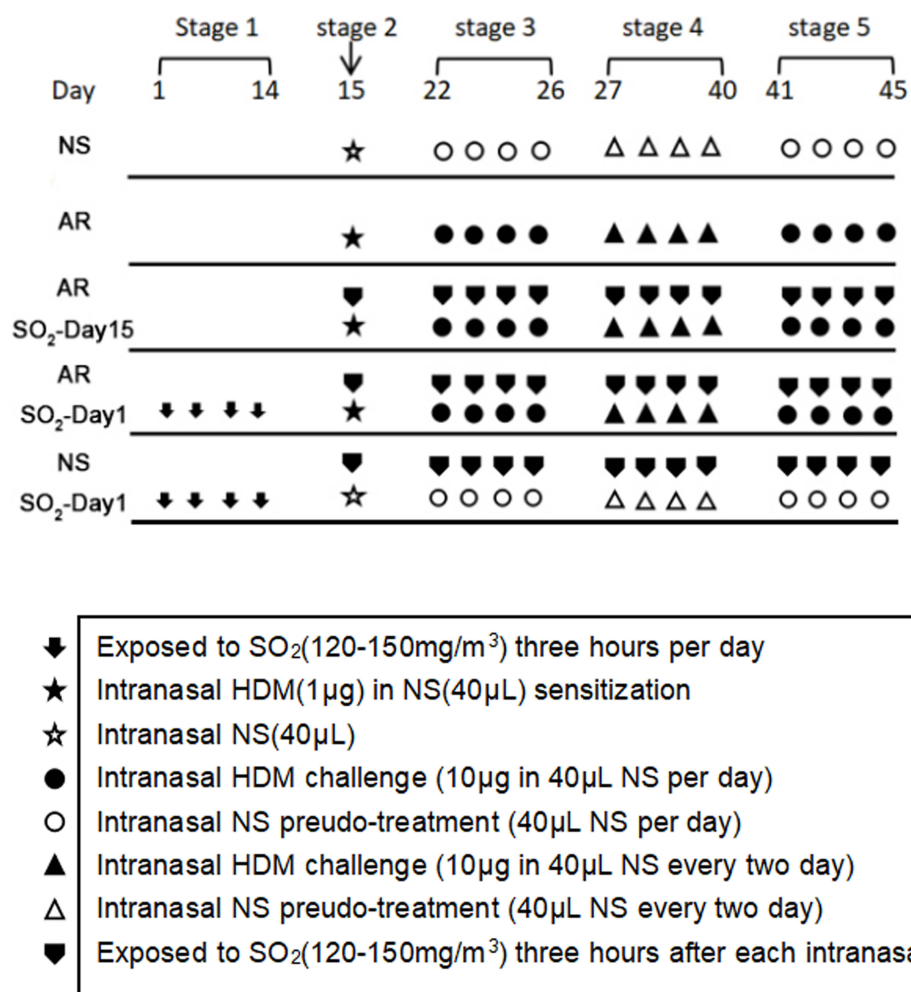 Stage 1 stage 2 stage 3 stage 4 stage 5
Day 1 14 15 22 26 27 40 41 45
NS
AR
AR
SO₂-Day15
AR
SO₂-Day1
NS
SO₂-Day1
Exposed to SO₂(120-150mg/m³) three hours per day
Intranasal HDM(1µg) in NS(40µL) sensitization
Intranasal NS(40µL)
Intranasal HDM challenge (10µg in 40µL NS per day)
Intranasal NS preudo-treatment (40µL NS per day)
Intranasal HDM challenge (10µg in 40µL NS every two day)
Intranasal NS preudo-treatment (40µL NS every two day)
Exposed to SO₂(120-150mg/m³) three hours after each intranasa